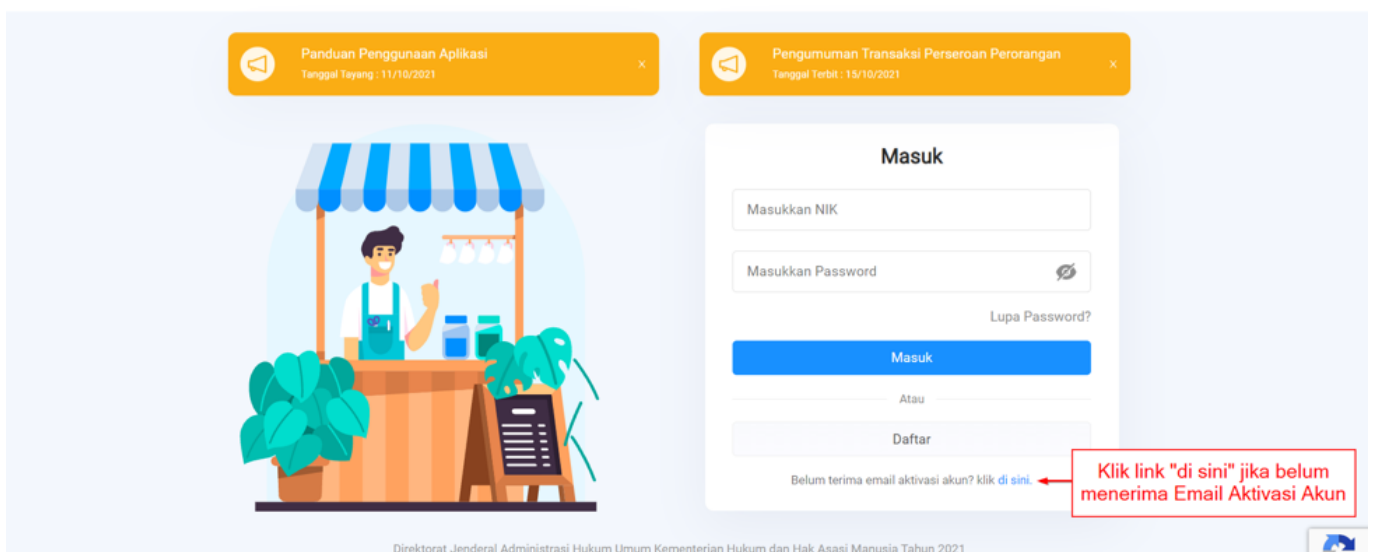 Panduan Penggunaan Aplikasi
Tanggal Tayang : 11/10/2021
x
Pengumuman Transaksi Perseroan Perorangan
Tanggal Terbit : 15/10/2021
x
Masuk
Masukkan NIK
Masukkan Password
Lupa Password?
Masuk
Atau
Daftar
Belum terima email aktivasi akun? klik di sini.
Klik link "di sini" jika belum
menerima Email Aktivasi Akun
Direktorat Jenderal Administrasi Hukum Umum Kementerian Hukum dan Hak Asasi Manusia Tahun 2021